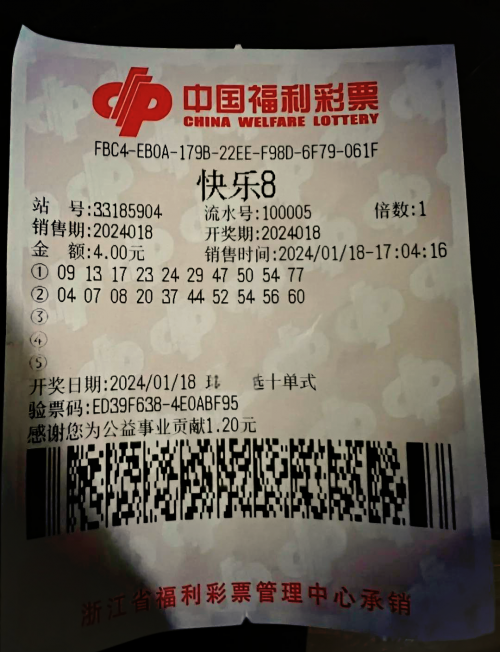 中国福利彩票
CHINA WELFARE LOTTERY
FBC4-EB0A-179B-22EE-F98D-6F79-061F
快乐8
站 号:33185904 流水号:100005 倍数:1
销售期:2024018 开奖期:2024018
金 额:4.00元 销售时间:2024/01/18-17:04:16
① 09 13 17 23 24 29 47 50 54 77
② 04 07 08 20 37 44 52 54 56 60
③
④
⑤
开奖日期:2024/01/18 十单式
验票码:ED39F638-4E0ABF95
感谢您为公益事业贡献1.20元
浙江省福利彩票管理中心承销